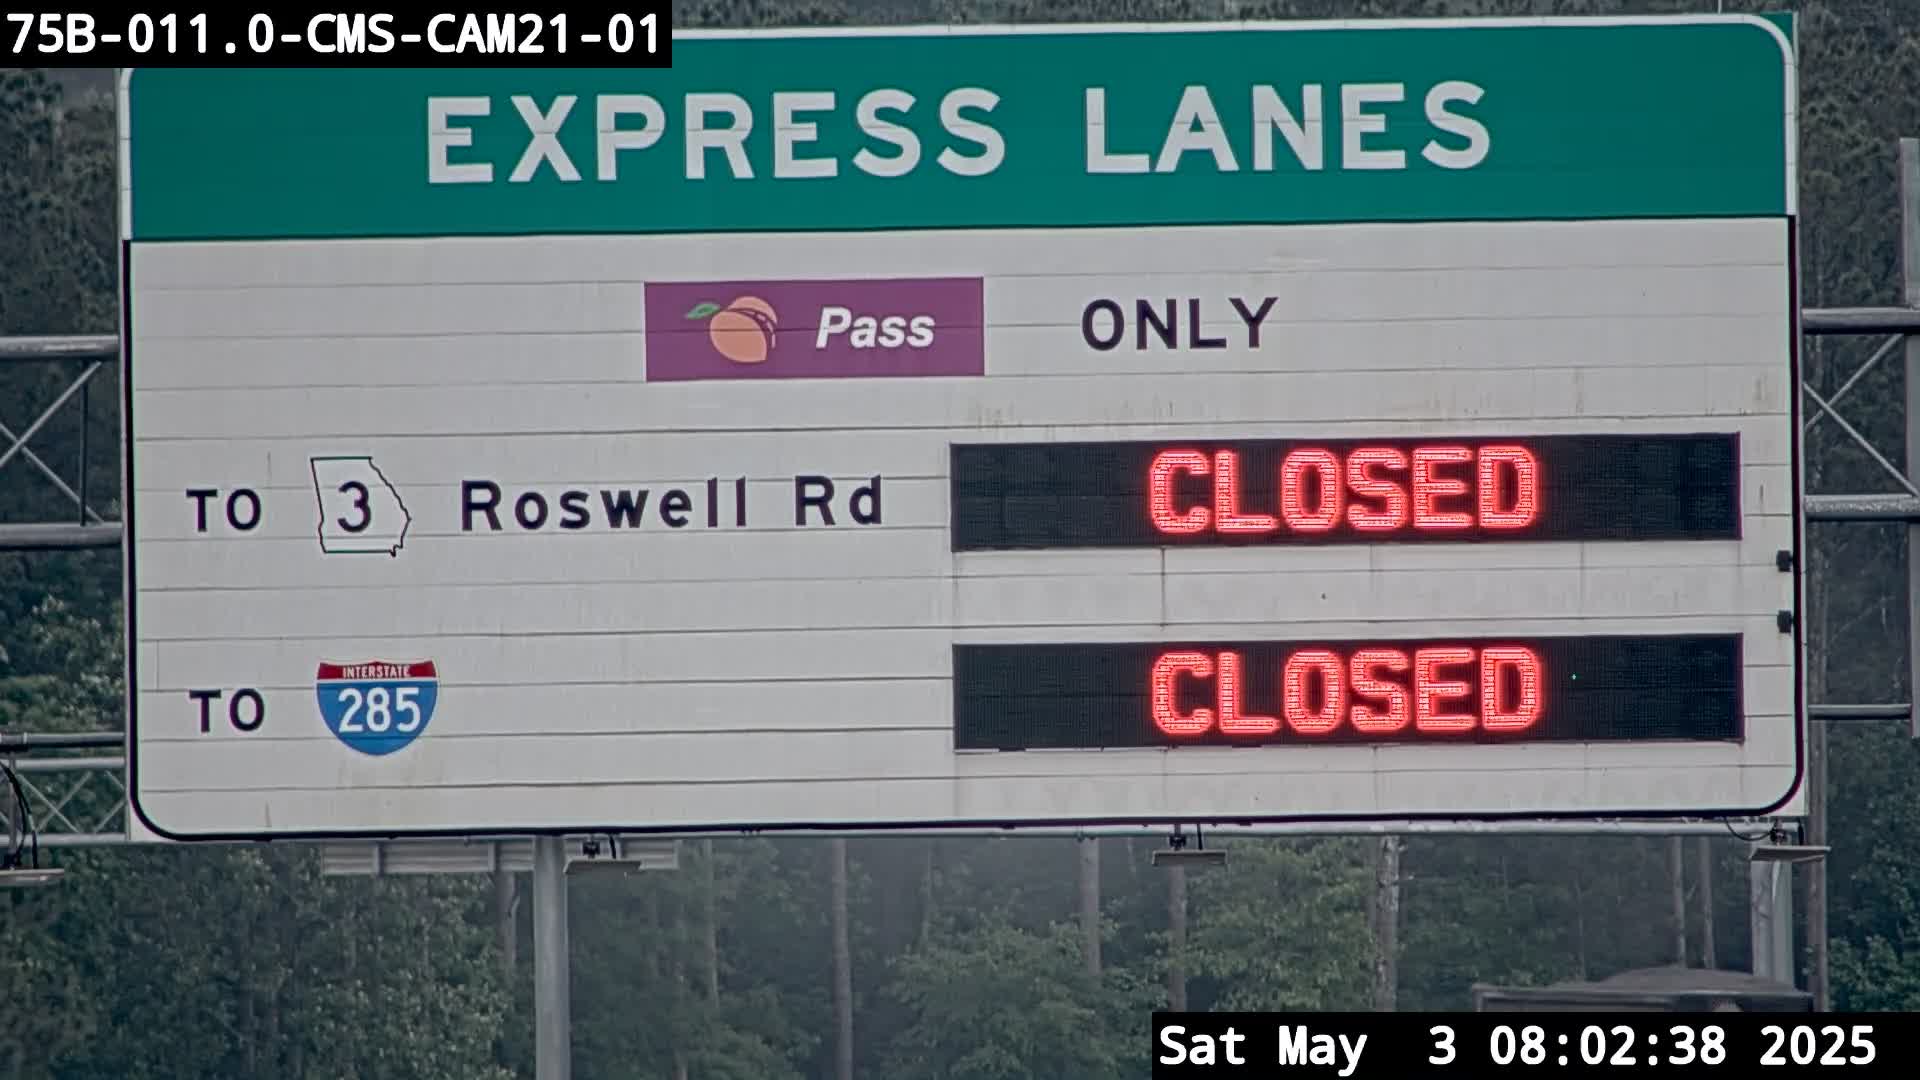 75B-011.0-CMS-CAM21-01
EXPRESS LANES
Pass ONLY
TO 3 Roswell Rd CLOSED
TO INTERSTATE 285 CLOSED
Sat May 3 08:02:38 2025